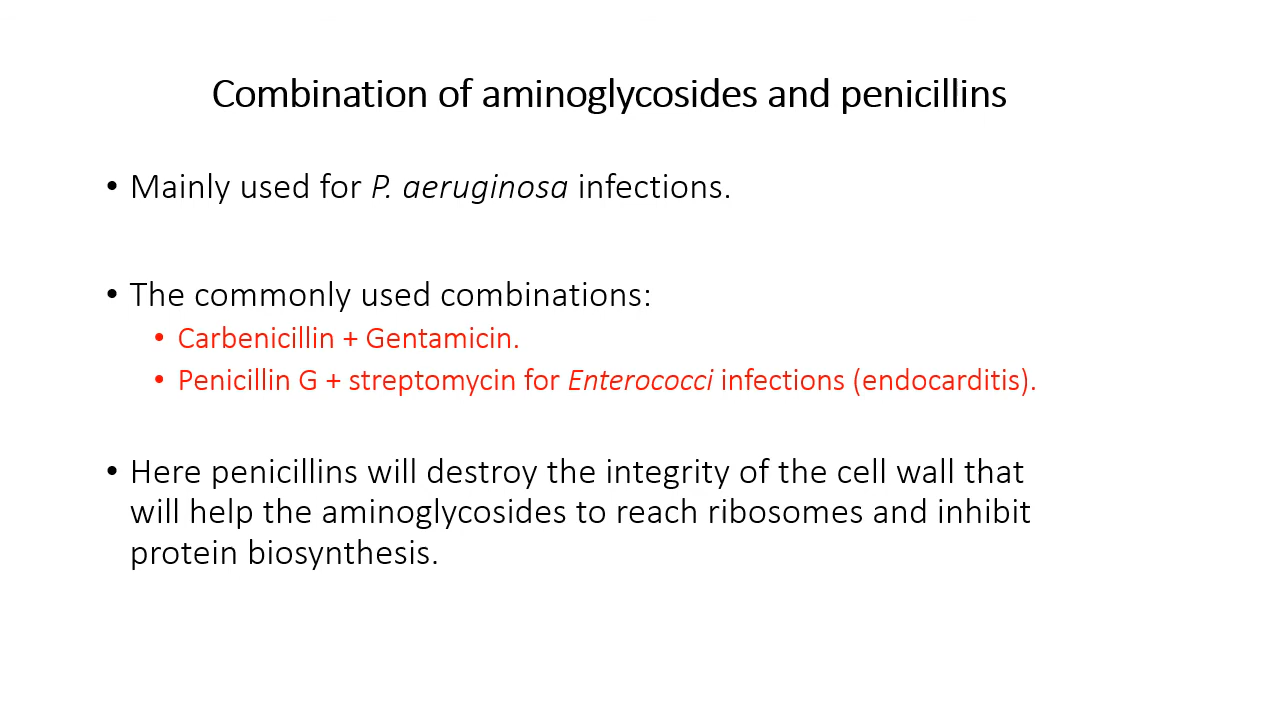 Combination of aminoglycosides and penicillins
• Mainly used for P. aeruginosa infections.
• The commonly used combinations:
• Carbenicillin + Gentamicin.
• Penicillin G + streptomycin for Enterococci infections (endocarditis).
• Here penicillins will destroy the integrity of the cell wall that
will help the aminoglycosides to reach ribosomes and inhibit
protein biosynthesis.